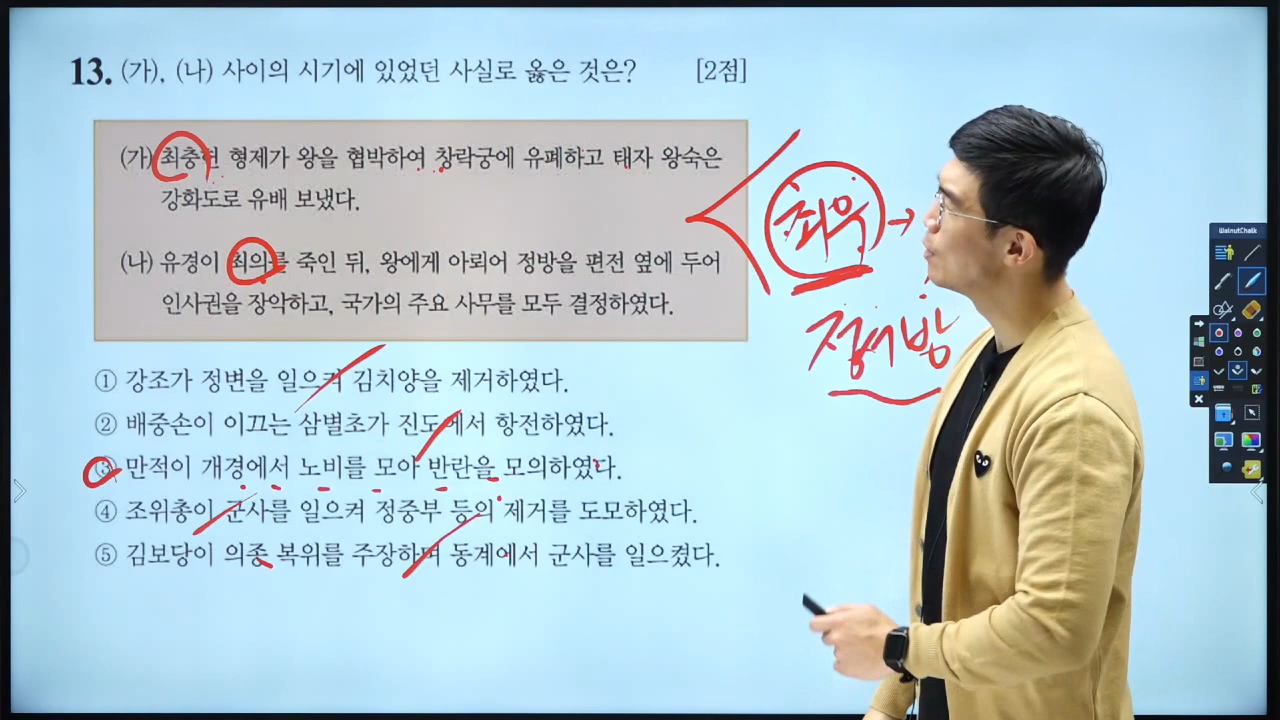 13. (가), (나) 사이의 시기에 있었던 사실로 옳은 것은? [2점]
(가) 최충헌 형제가 왕을 협박하여 창락궁에 유폐하고 태자 왕숙은
강화도로 유배 보냈다.
(나) 유경이 최의를 죽인 뒤, 왕에게 아뢰어 정방을 편전 옆에 두어
인사권을 장악하고, 국가의 주요 사무를 모두 결정하였다.
① 강조가 정변을 일으켜 김치양을 제거하였다.
② 배중손이 이끄는 삼별초가 진도에서 항전하였다.
③ 만적이 개경에서 노비를 모아 반란을 모의하였다.
④ 조위총이 군사를 일으켜 정중부 등의 제거를 도모하였다.
⑤ 김보당이 의종 복위를 주장하며 동계에서 군사를 일으켰다.
최우 →
WalnutChalk